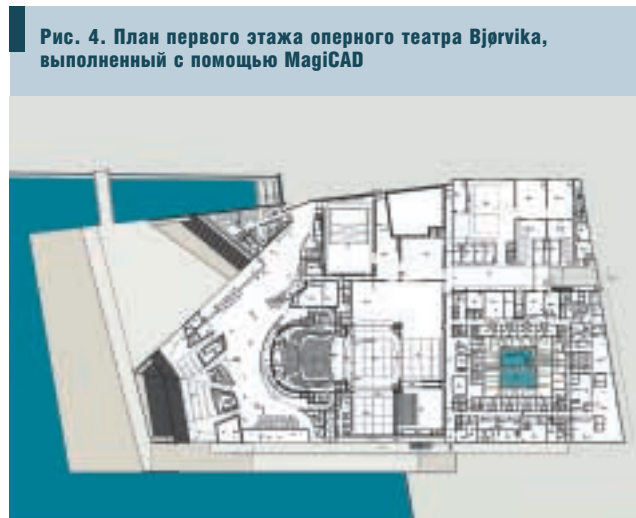 Рис. 4. План первого этажа оперного театра Bjørvika,
выполненный с помощью MagiCAD